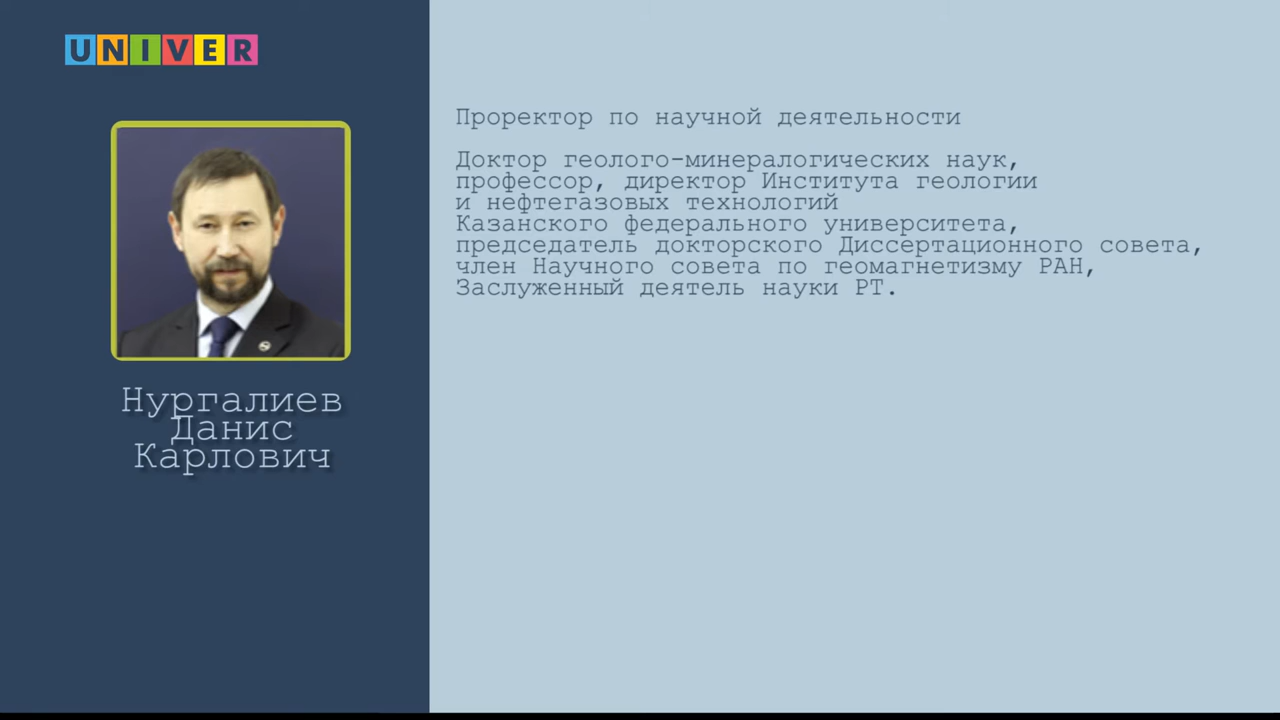 UNIVER
Нургалиев
Данис
Карлович
Проректор по научной деятельности
Доктор геолого-минералогических наук,
профессор, директор Института геологии
и нефтегазовых технологий
Казанского федерального университета,
председатель докторского Диссертационного совета,
член Научного совета по геомагнетизму РАН,
Заслуженный деятель науки РТ.